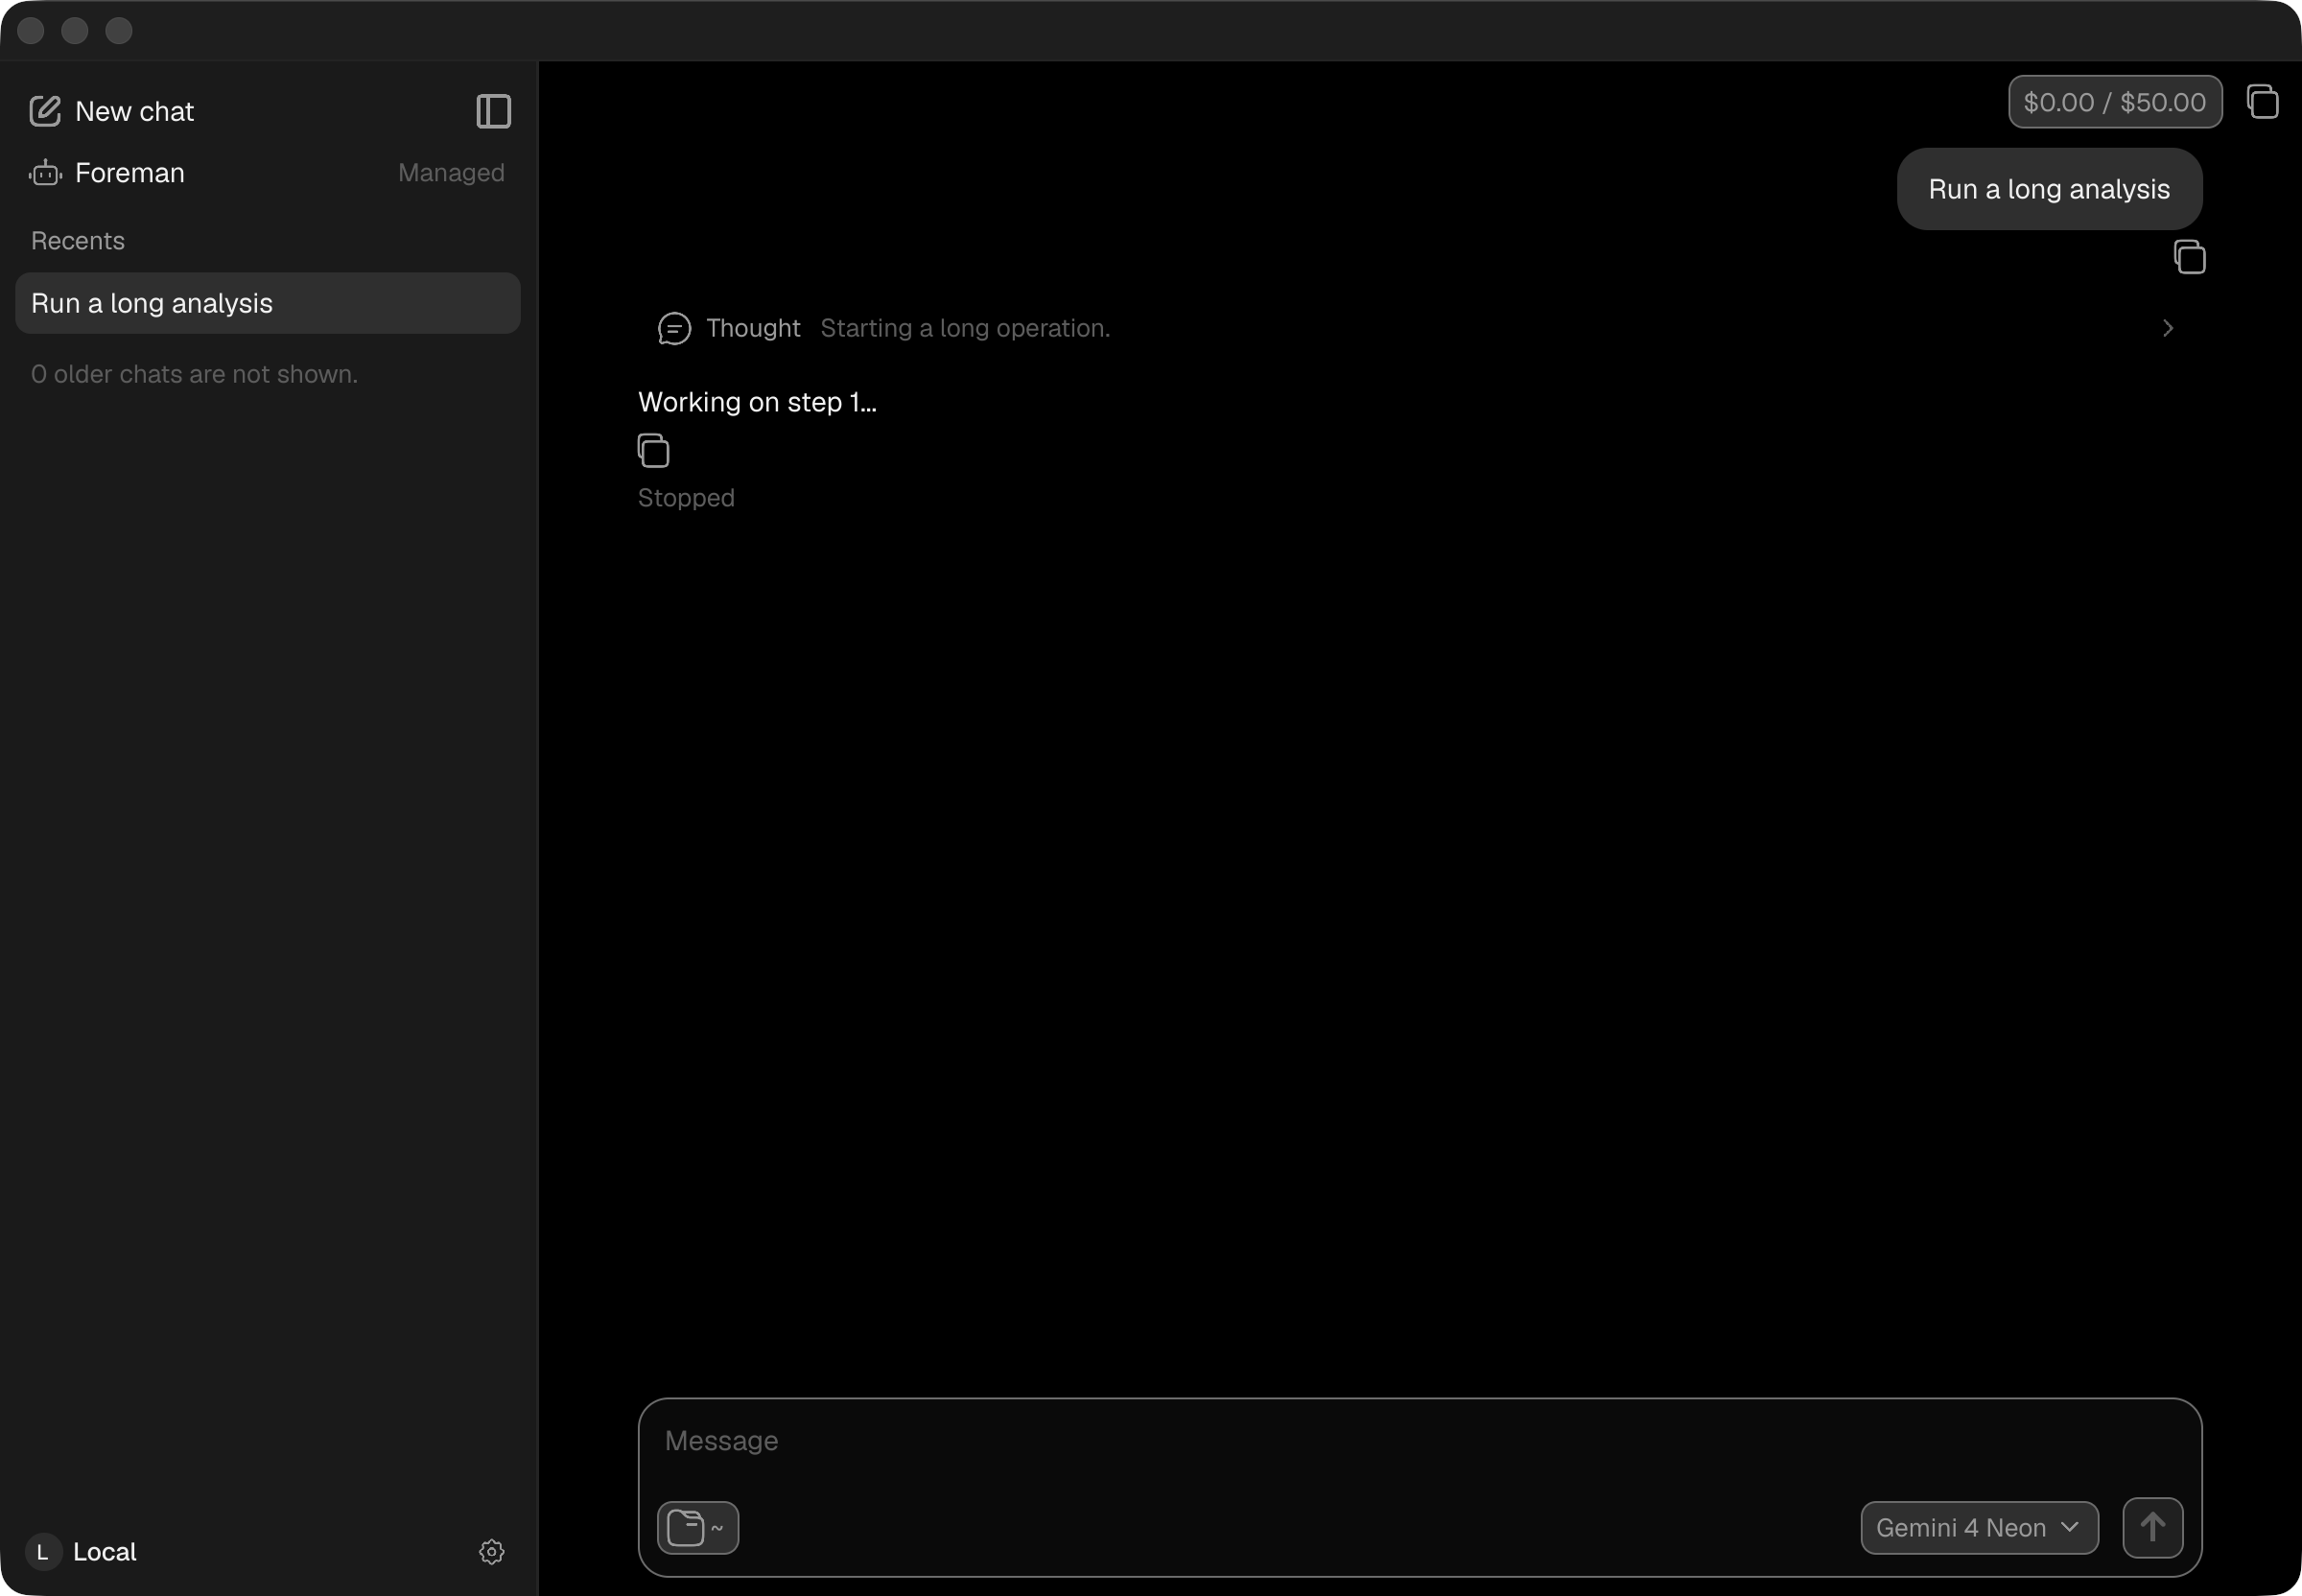 New chat
Foreman Managed
Recents
Run a long analysis
0 older chats are not shown.
L Local
$0.00 / $50.00
Run a long analysis
Thought Starting a long operation.
Working on step 1...
Stopped
Message
~ Gemini 4 Neon